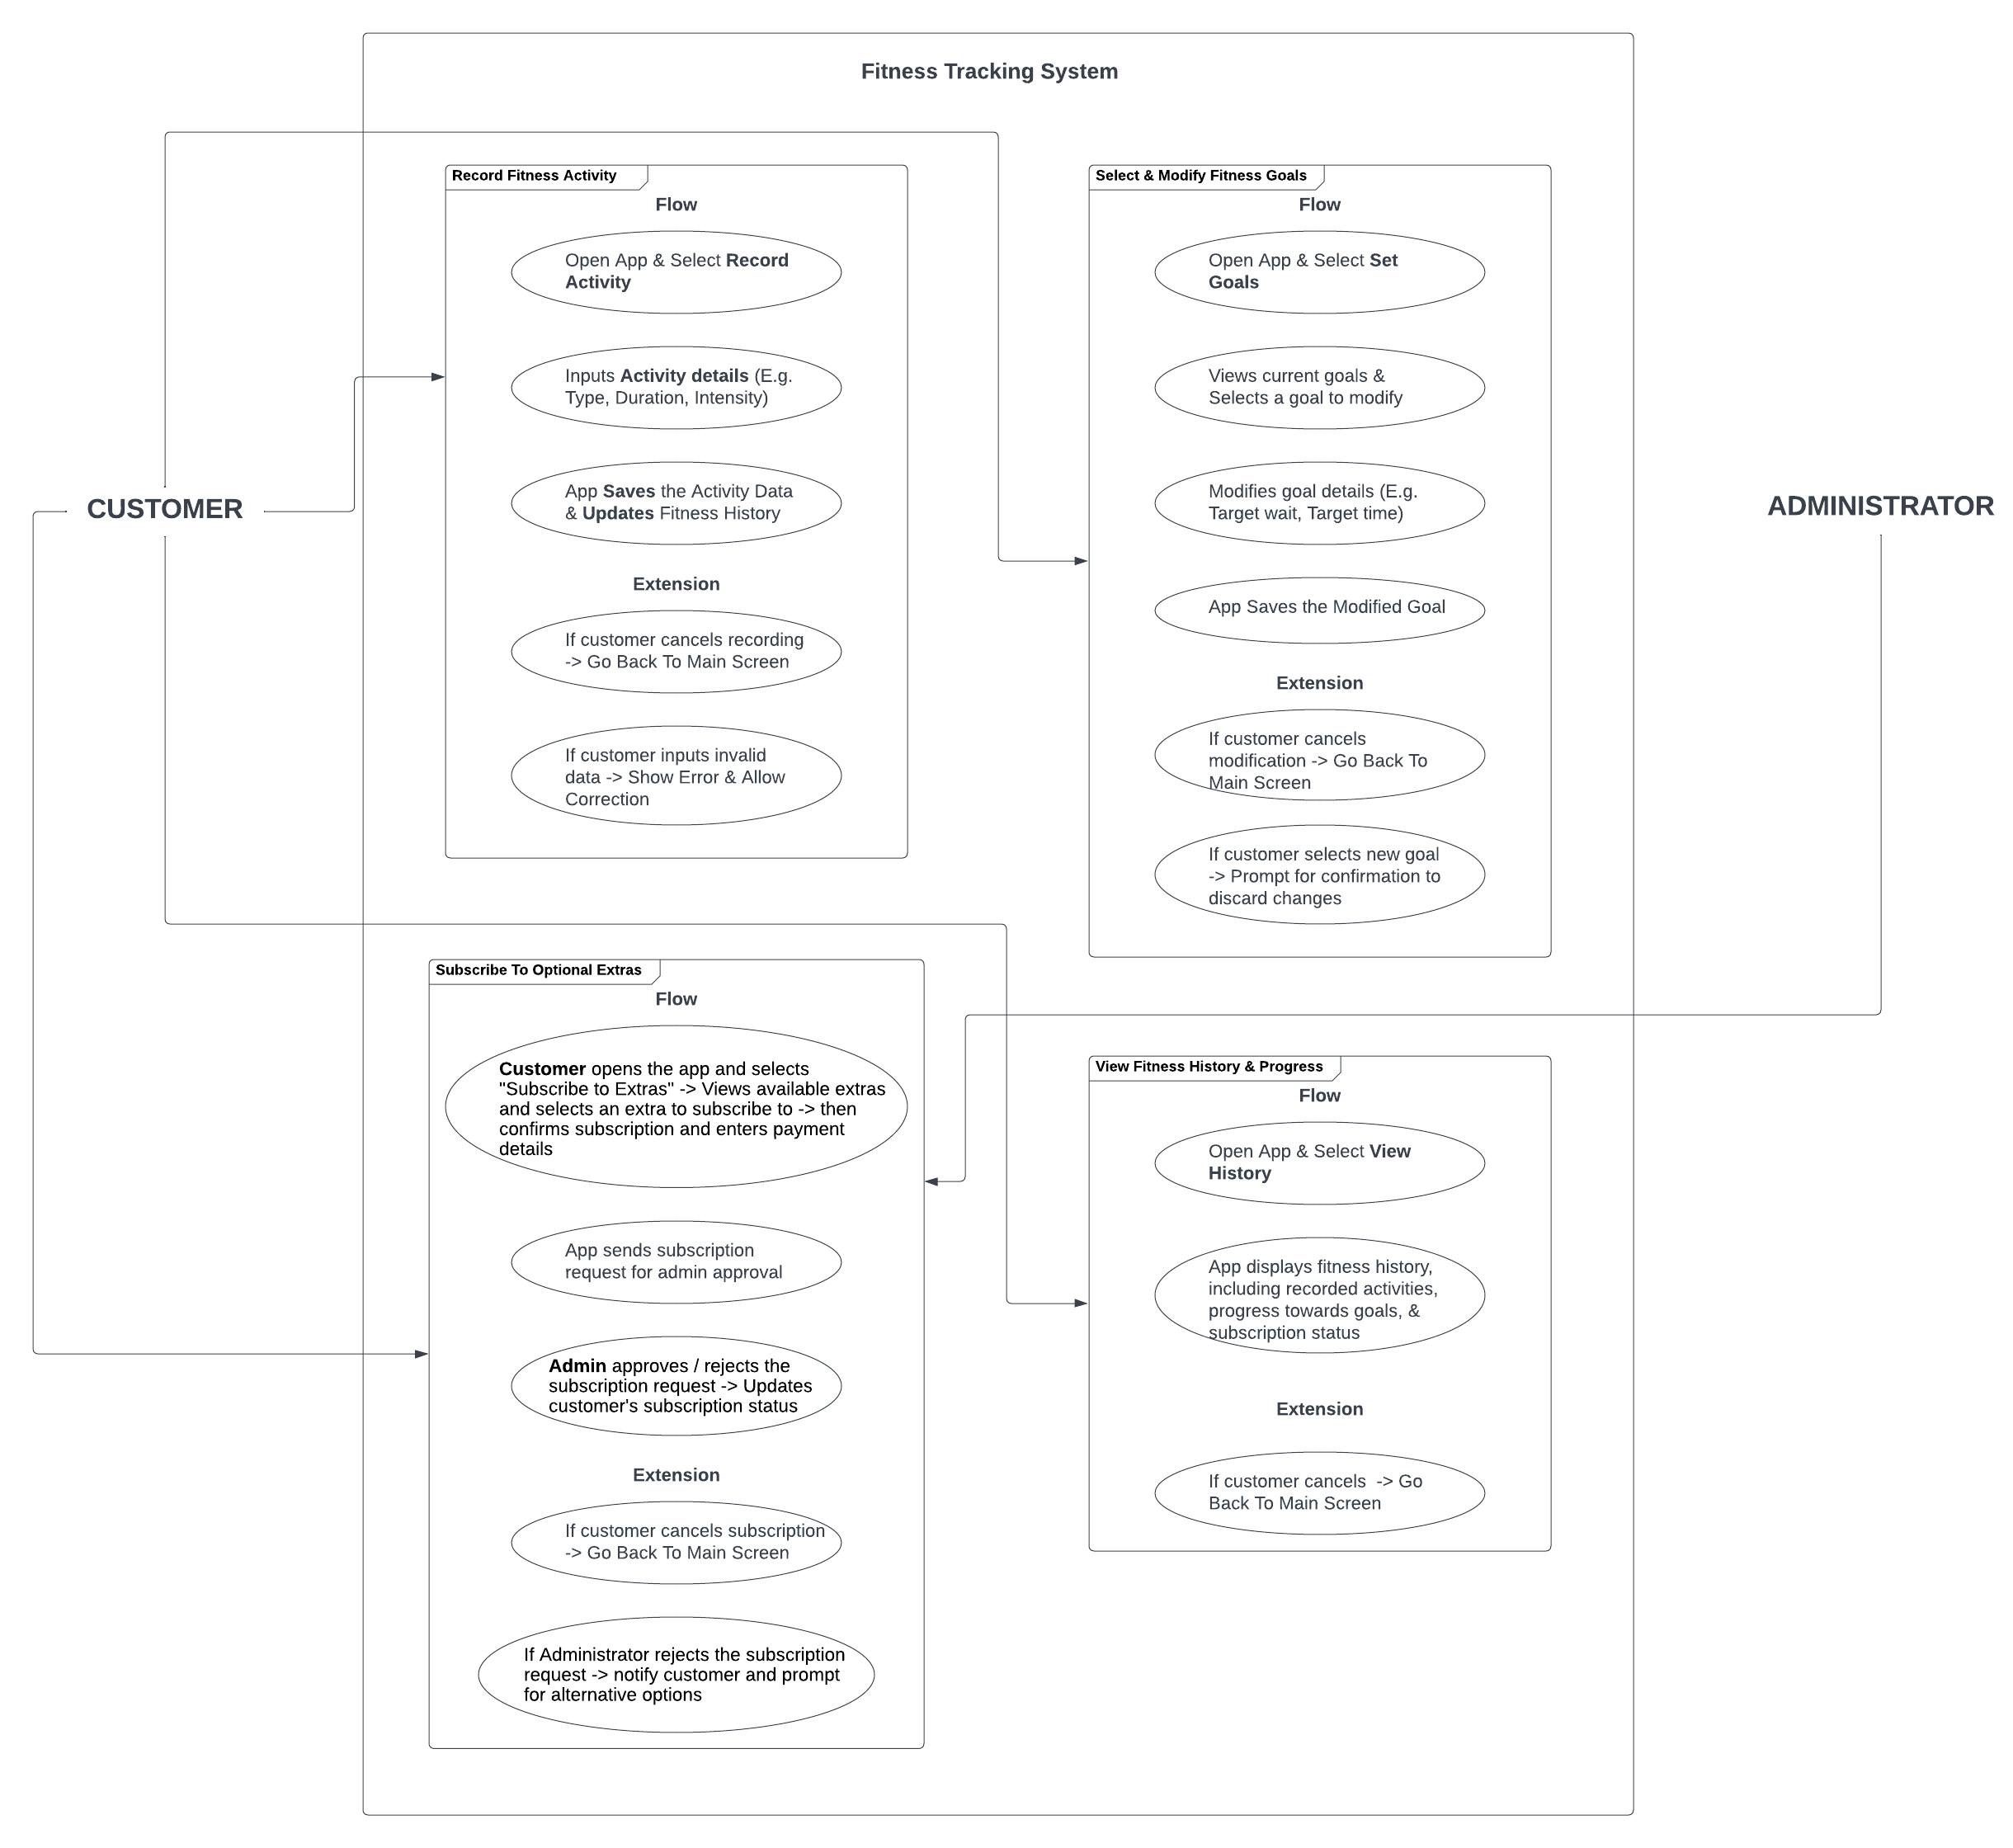 Fitness Tracking System
CUSTOMER
ADMINISTRATOR
Record Fitness Activity
Flow
Open App & Select Record
Activity
Inputs Activity details (E.g.
Type, Duration, Intensity)
App Saves the Activity Data
& Updates Fitness History
Extension
If customer cancels recording
-> Go Back To Main Screen
If customer inputs invalid
data -> Show Error & Allow
Correction
Select & Modify Fitness Goals
Flow
Open App & Select Set
Goals
Views current goals &
Selects a goal to modify
Modifies goal details (E.g.
Target wait, Target time)
App Saves the Modified Goal
Extension
If customer cancels
modification -> Go Back To
Main Screen
If customer selects new goal
-> Prompt for confirmation to
discard changes
Subscribe To Optional Extras
Flow
Customer opens the app and selects
"Subscribe to Extras" -> Views available extras
and selects an extra to subscribe to -> then
confirms subscription and enters payment
details
App sends subscription
request for admin approval
Admin approves / rejects the
subscription request -> Updates
customer's subscription status
Extension
If customer cancels subscription
-> Go Back To Main Screen
If Administrator rejects the subscription
request -> notify customer and prompt
for alternative options
View Fitness History & Progress
Flow
Open App & Select View
History
App displays fitness history,
including recorded activities,
progress towards goals, &
subscription status
Extension
If customer cancels  -> Go
Back To Main Screen